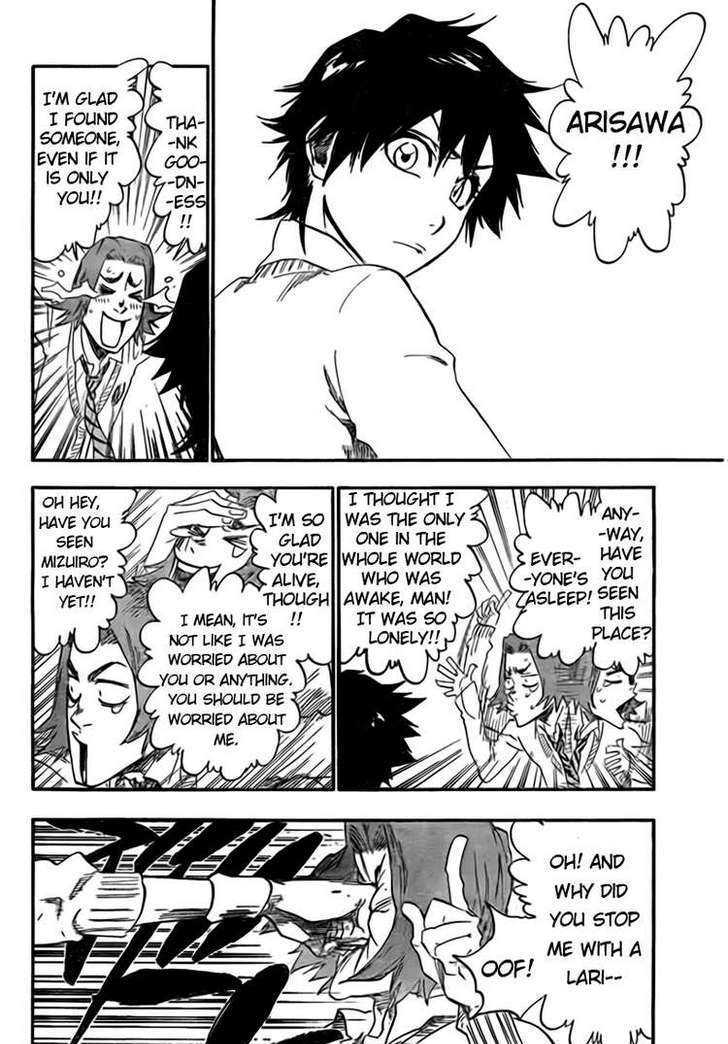 ARISAWA
!!!
THA-
-NK
GOO-
-DN-
-ESS
!!
I'M GLAD
I FOUND
SOMEONE,
EVEN IF IT
IS ONLY
YOU!!
ANY-
-WAY,
HAVE
YOU
SEEN
THIS
PLACE?
EVER-
-YONE'S
ASLEEP!
I THOUGHT I
WAS THE ONLY
ONE IN THE
WHOLE WORLD
WHO WAS
AWAKE, MAN!
IT WAS SO
LONELY!!
I'M SO
GLAD
YOU'RE
ALIVE,
THOUGH
!!
I MEAN, IT'S
NOT LIKE I WAS
WORRIED ABOUT
YOU OR ANYTHING.
YOU SHOULD BE
WORRIED ABOUT
ME.
OH HEY,
HAVE YOU
SEEN
MIZUIRO?
I HAVEN'T
YET!!
OH! AND
WHY DID
YOU STOP
ME WITH A
LARI--
OOF!